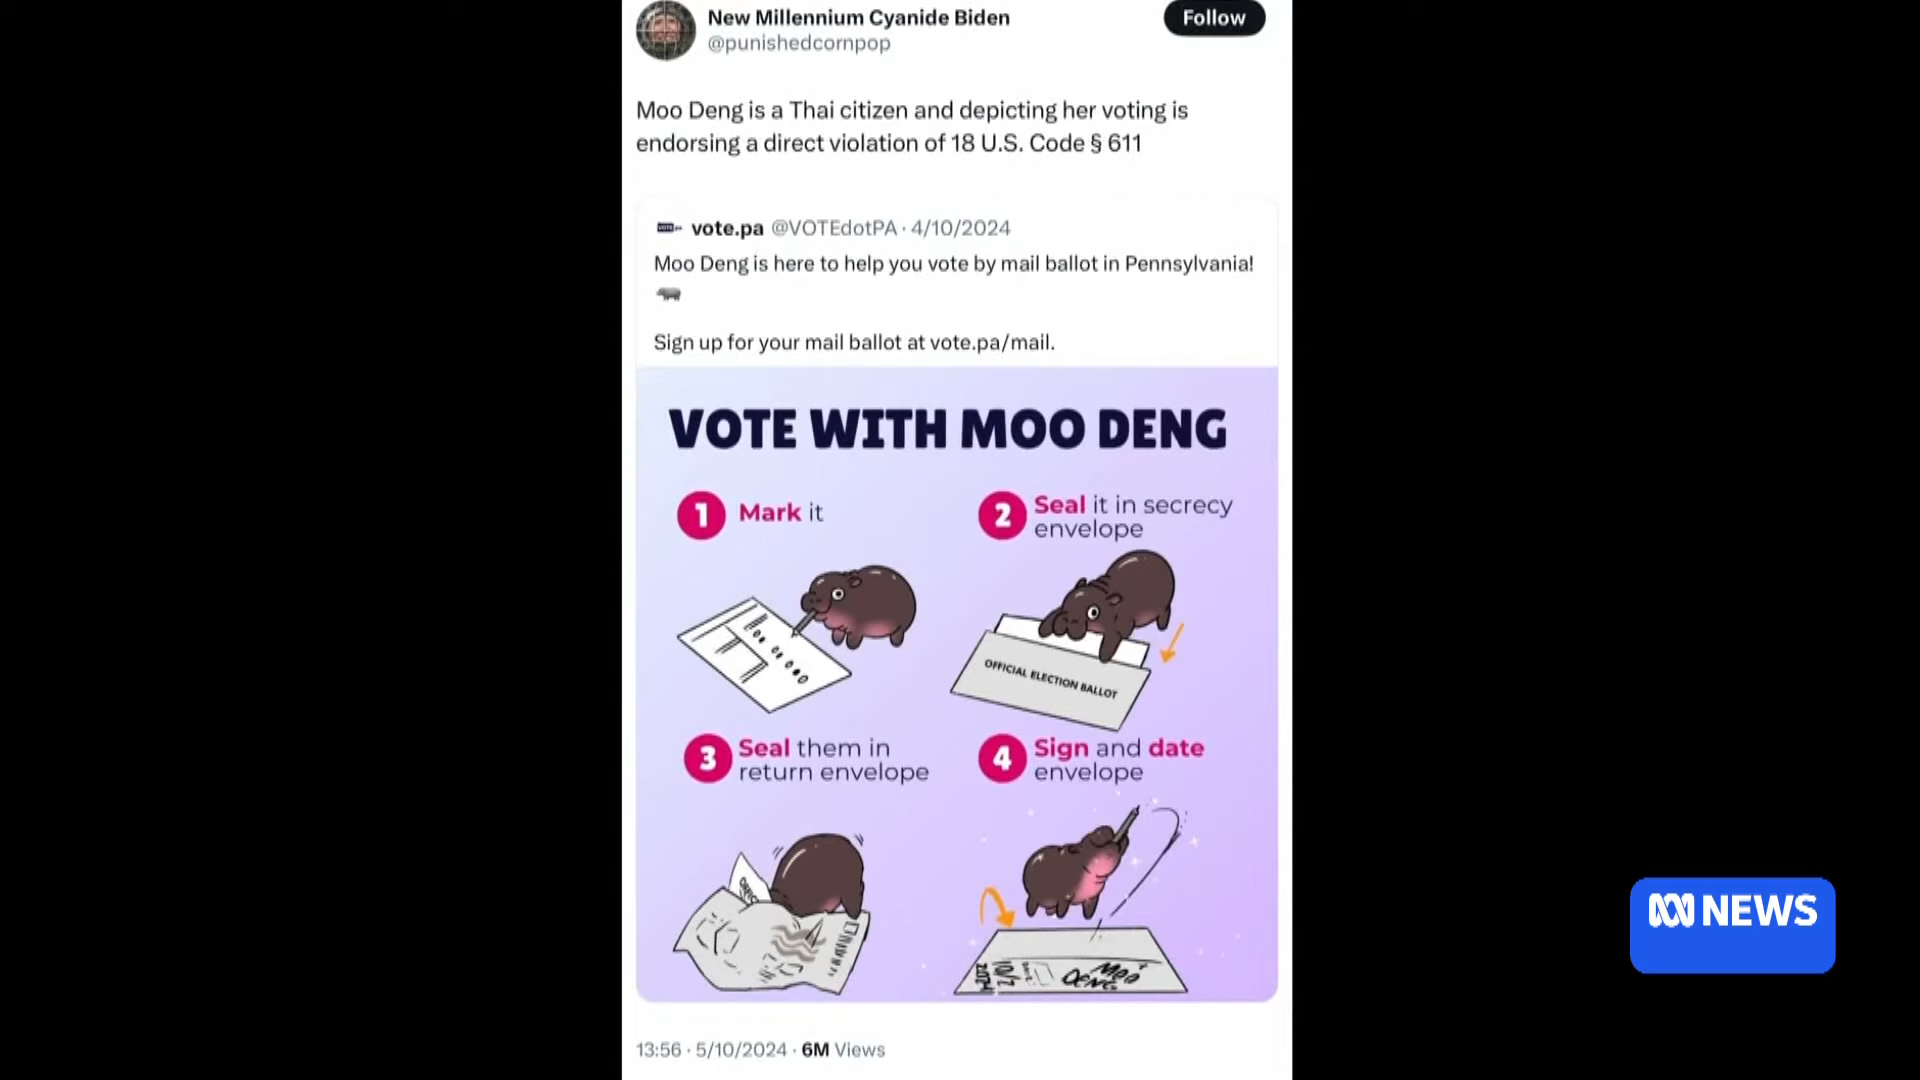 New Millennium Cyanide Biden
@punishedcornpop
Follow
Moo Deng is a Thai citizen and depicting her voting is
endorsing a direct violation of 18 U.S. Code § 611
vote.pa @VOTEdotPA · 4/10/2024
Moo Deng is here to help you vote by mail ballot in Pennsylvania!
Sign up for your mail ballot at vote.pa/mail.
VOTE WITH MOO DENG
1 Mark it
2 Seal it in secrecy
envelope
OFFICIAL ELECTION BALLOT
3 Seal them in
return envelope
4 Sign and date
envelope
MOO
DENG
13:56 · 5/10/2024 · 6M Views
NEWS